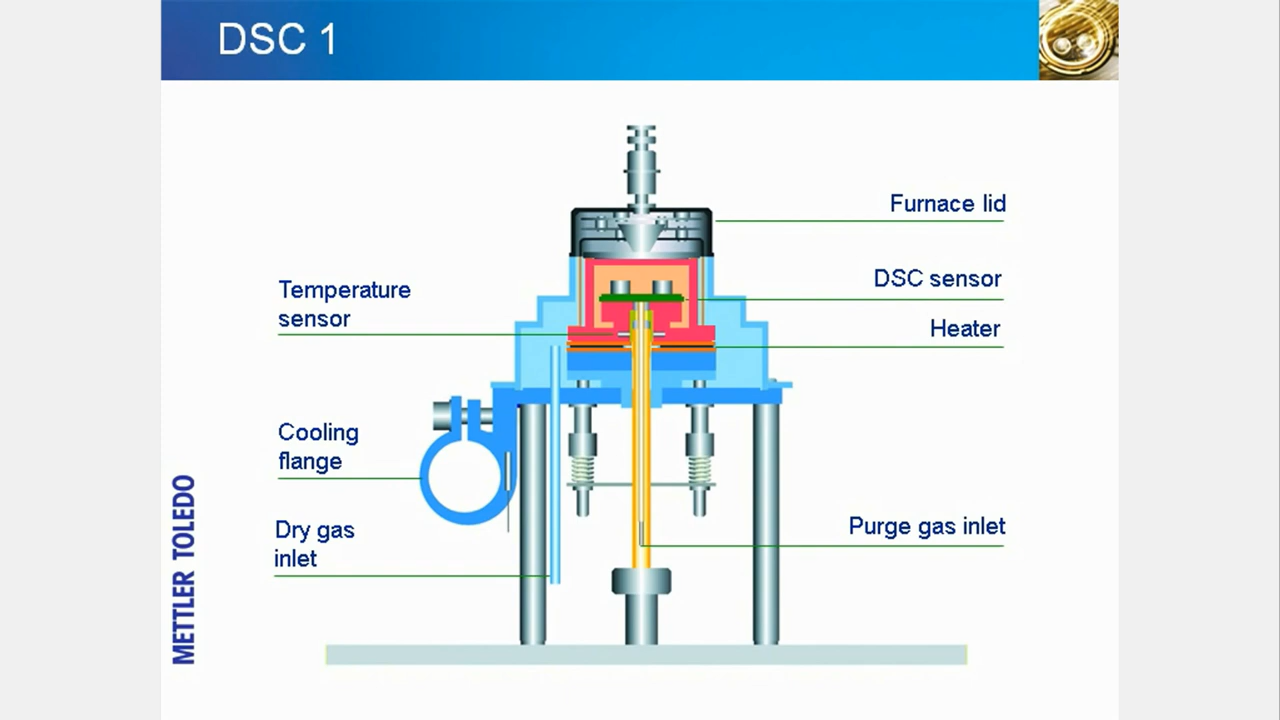 DSC 1
Furnace lid
DSC sensor
Temperature
sensor
Heater
Cooling
flange
Dry gas
inlet
Purge gas inlet
METTLER TOLEDO